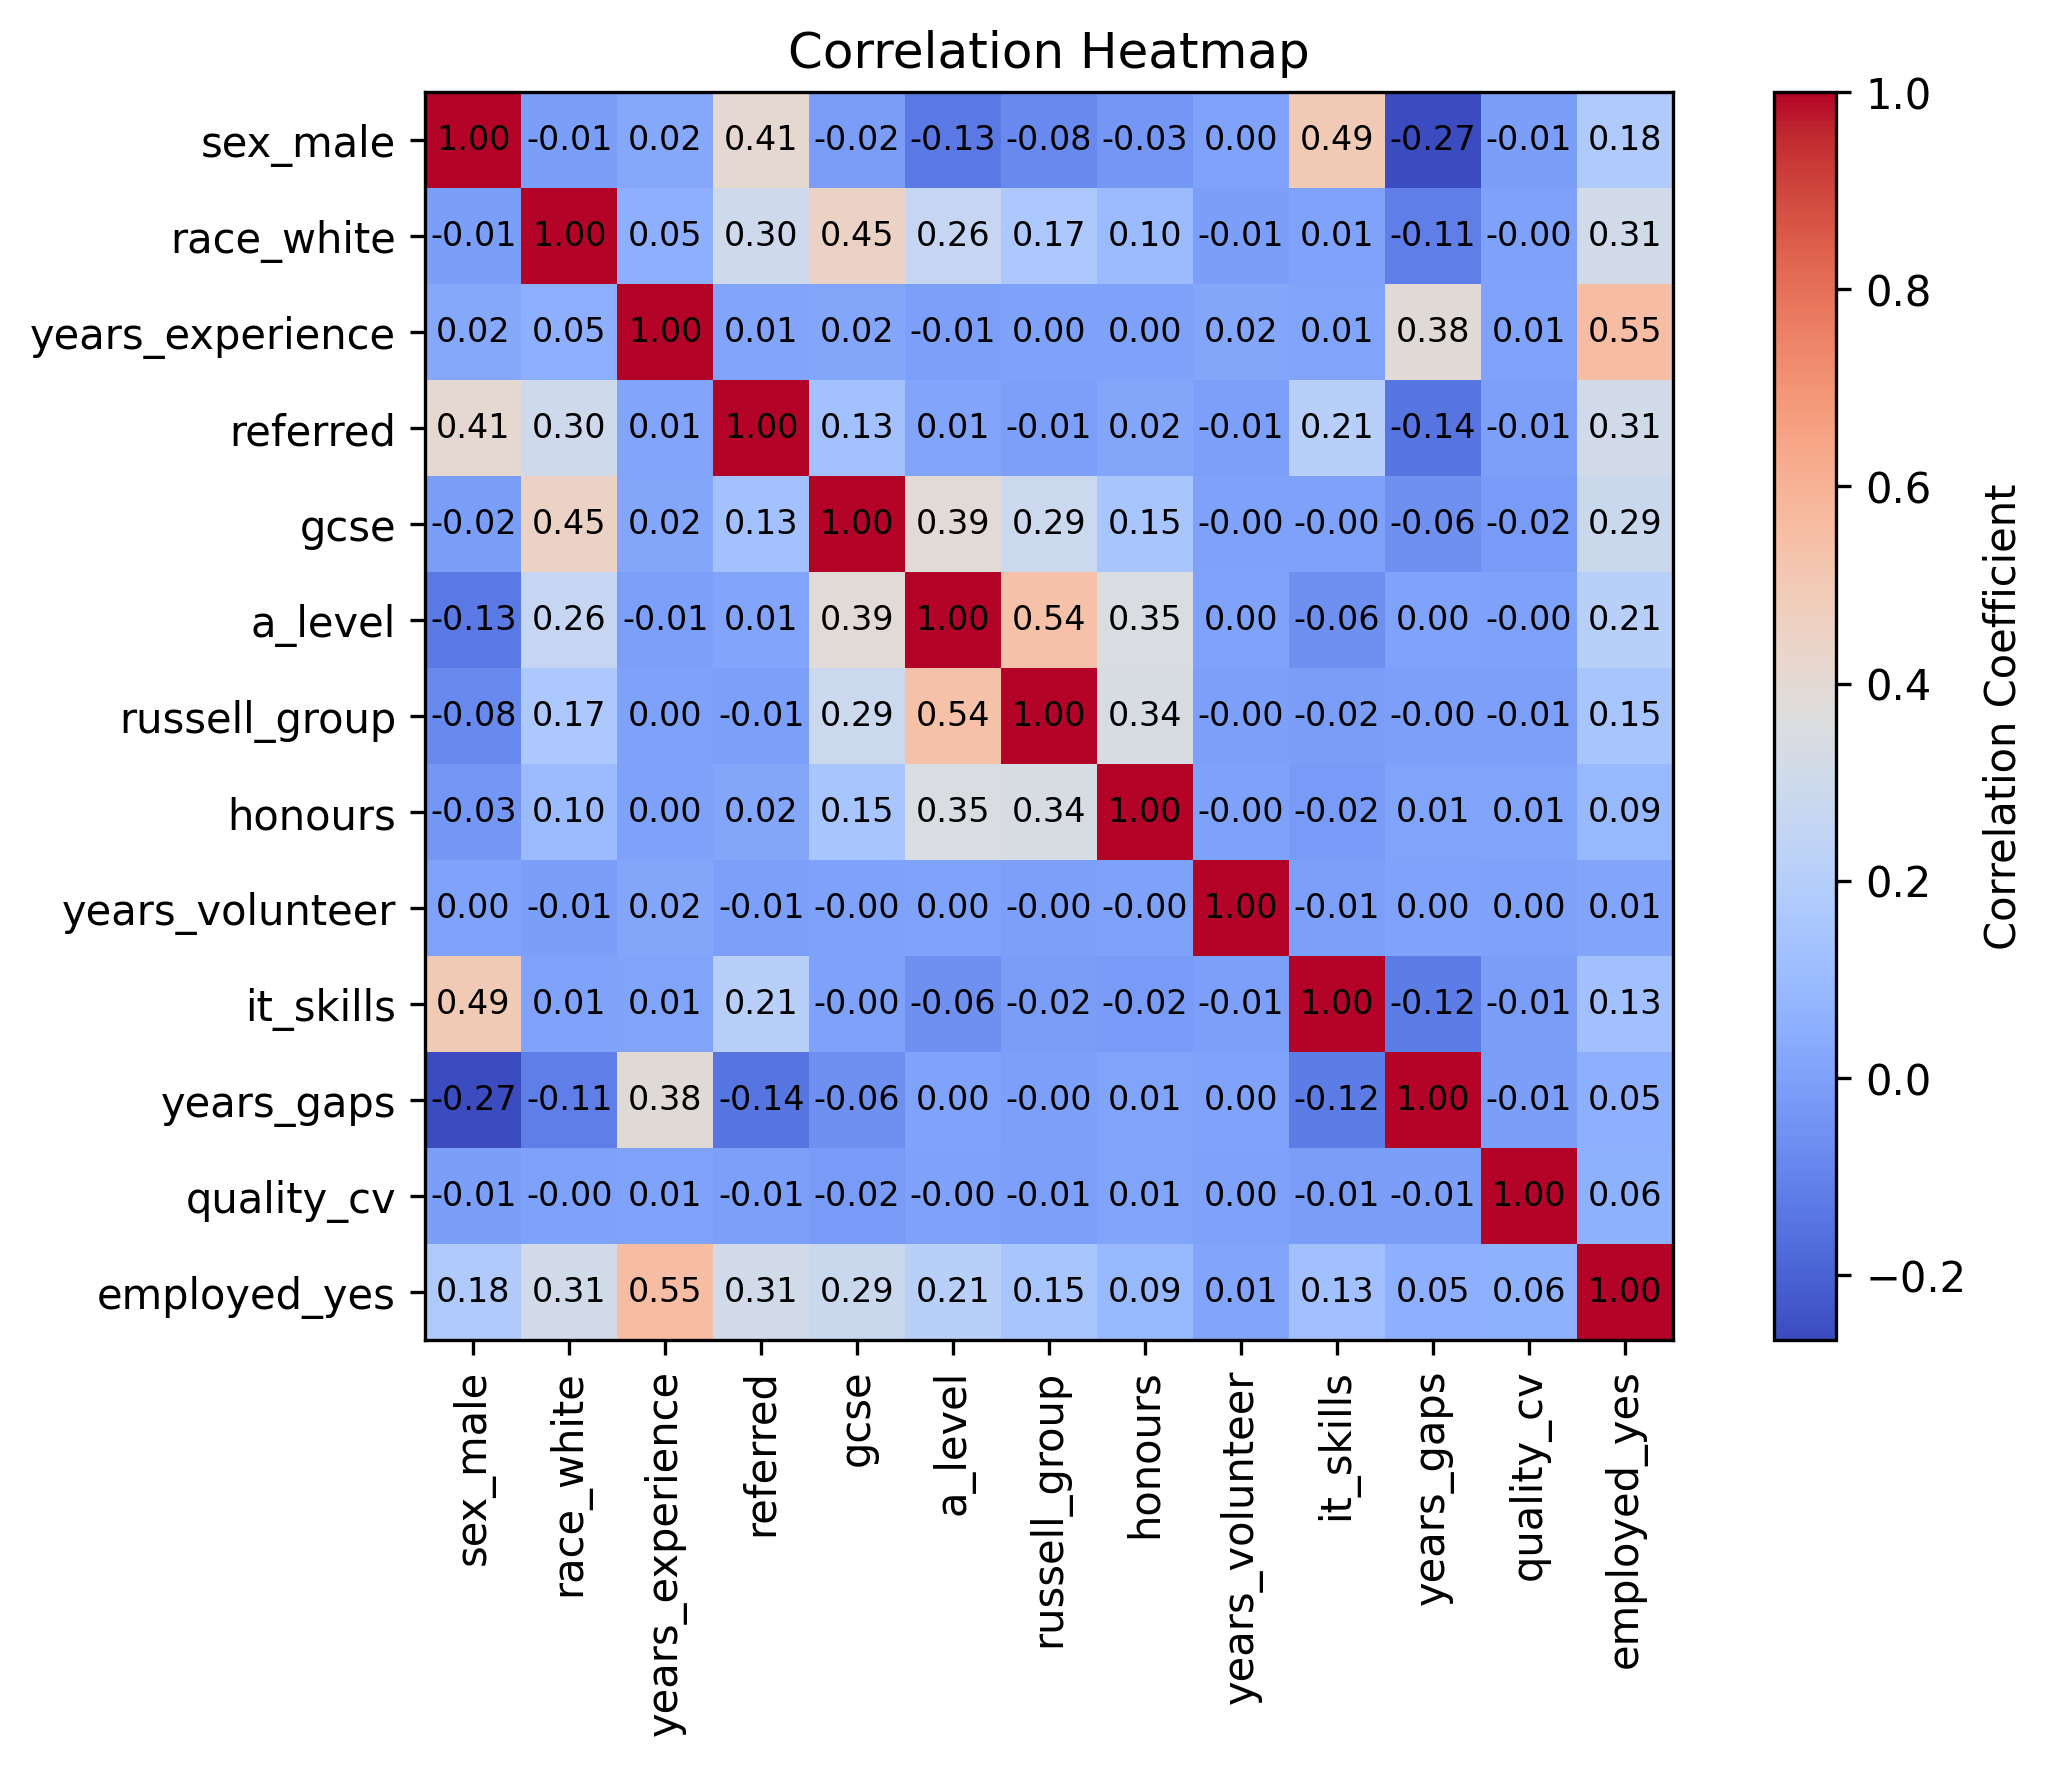 Correlation Heatmap
sex_male 1.00 -0.01 0.02 0.41 -0.02 -0.13 -0.08 -0.03 0.00 0.49 -0.27 -0.01 0.18
race_white -0.01 1.00 0.05 0.30 0.45 0.26 0.17 0.10 -0.01 0.01 -0.11 -0.00 0.31
years_experience 0.02 0.05 1.00 0.01 0.02 -0.01 0.00 0.00 0.02 0.01 0.38 0.01 0.55
referred 0.41 0.30 0.01 1.00 0.13 0.01 -0.01 0.02 -0.01 0.21 -0.14 -0.01 0.31
gcse -0.02 0.45 0.02 0.13 1.00 0.39 0.29 0.15 -0.00 -0.00 -0.06 -0.02 0.29
a_level -0.13 0.26 -0.01 0.01 0.39 1.00 0.54 0.35 0.00 -0.06 0.00 -0.00 0.21
russell_group -0.08 0.17 0.00 -0.01 0.29 0.54 1.00 0.34 -0.00 -0.02 -0.00 -0.01 0.15
honours -0.03 0.10 0.00 0.02 0.15 0.35 0.34 1.00 -0.00 -0.02 0.01 0.01 0.09
years_volunteer 0.00 -0.01 0.02 -0.01 -0.00 0.00 -0.00 -0.00 1.00 -0.01 0.00 0.00 0.01
it_skills 0.49 0.01 0.01 0.21 -0.00 -0.06 -0.02 -0.02 -0.01 1.00 -0.12 -0.01 0.13
years_gaps -0.27 -0.11 0.38 -0.14 -0.06 0.00 -0.00 0.01 0.00 -0.12 1.00 -0.01 0.05
quality_cv -0.01 -0.00 0.01 -0.01 -0.02 -0.00 -0.01 0.01 0.00 -0.01 -0.01 1.00 0.06
employed_yes 0.18 0.31 0.55 0.31 0.29 0.21 0.15 0.09 0.01 0.13 0.05 0.06 1.00
sex_male
race_white
years_experience
referred
gcse
a_level
russell_group
honours
years_volunteer
it_skills
years_gaps
quality_cv
employed_yes
1.0
0.8
0.6
0.4
0.2
0.0
−0.2
Correlation Coefficient